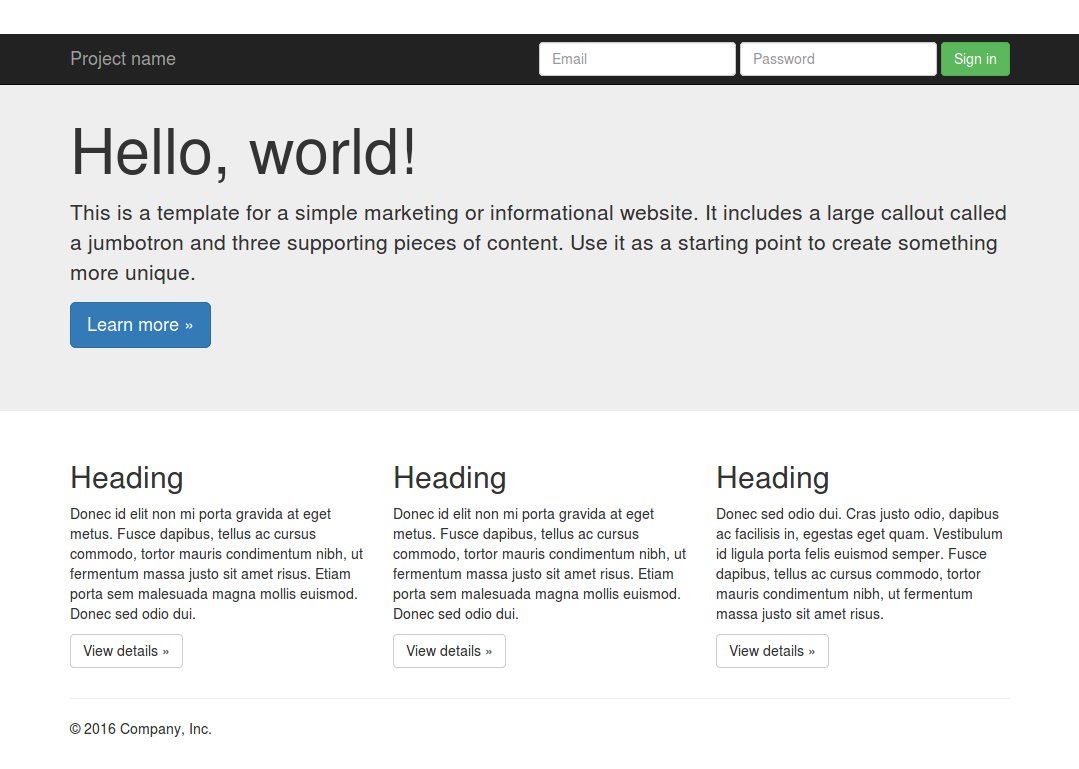 Project name
Email
Password
Sign in
Hello, world!
This is a template for a simple marketing or informational website. It includes a large callout called
a jumbotron and three supporting pieces of content. Use it as a starting point to create something
more unique.
Learn more »
Heading
Donec id elit non mi porta gravida at eget
metus. Fusce dapibus, tellus ac cursus
commodo, tortor mauris condimentum nibh, ut
fermentum massa justo sit amet risus. Etiam
porta sem malesuada magna mollis euismod.
Donec sed odio dui.
View details »
Heading
Donec id elit non mi porta gravida at eget
metus. Fusce dapibus, tellus ac cursus
commodo, tortor mauris condimentum nibh, ut
fermentum massa justo sit amet risus. Etiam
porta sem malesuada magna mollis euismod.
Donec sed odio dui.
View details »
Heading
Donec sed odio dui. Cras justo odio, dapibus
ac facilisis in, egestas eget quam. Vestibulum
id ligula porta felis euismod semper. Fusce
dapibus, tellus ac cursus commodo, tortor
mauris condimentum nibh, ut fermentum
massa justo sit amet risus.
View details »
© 2016 Company, Inc.